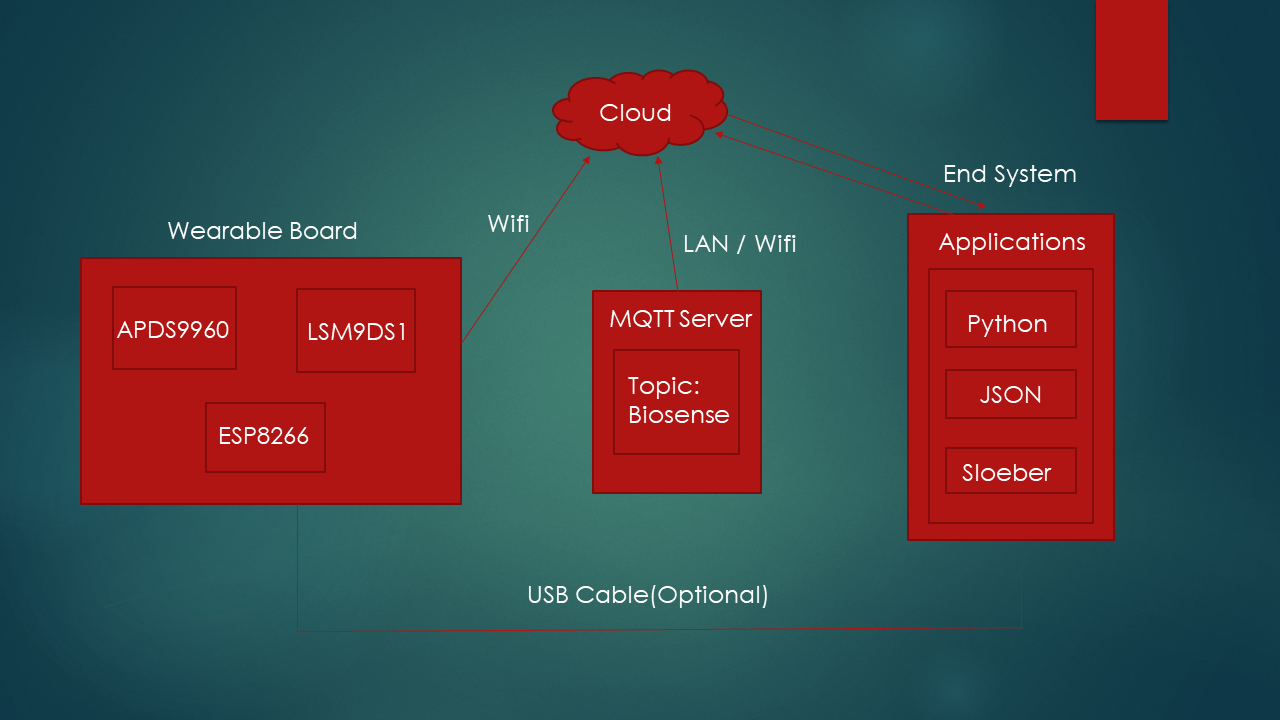 Cloud
End System
Wearable Board
Wifi
LAN / Wifi
Applications
APDS9960
LSM9DS1
MQTT Server
Python
Topic:
Biosense
JSON
ESP8266
Sloeber
USB Cable(Optional)